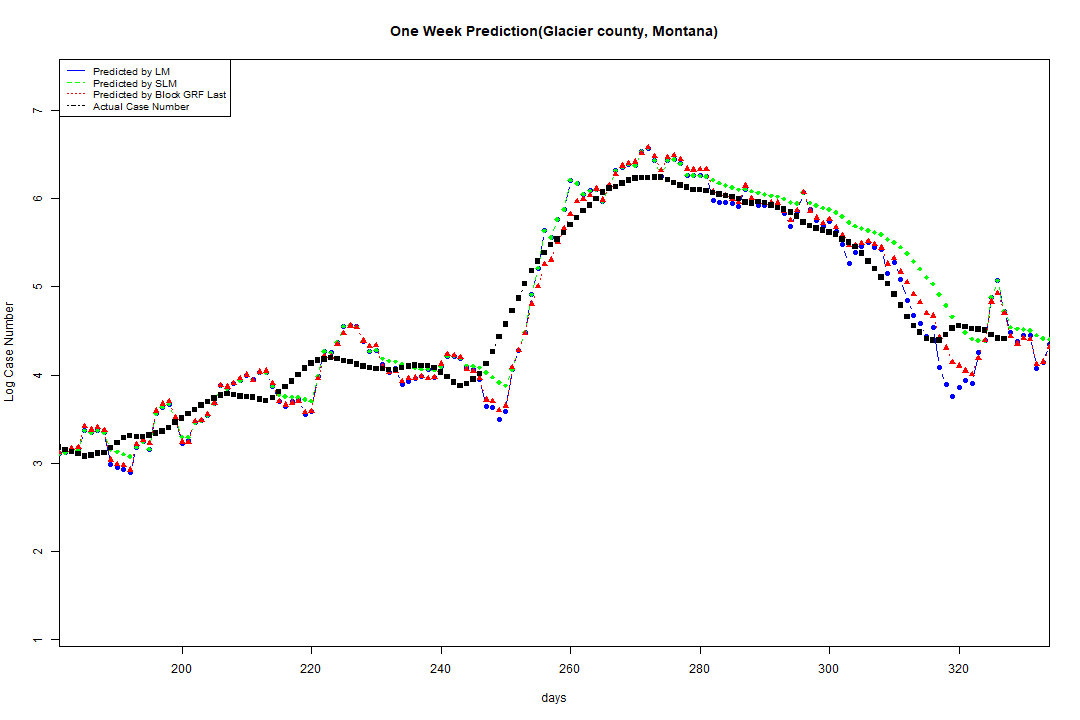 One Week Prediction(Glacier county, Montana)
Predicted by LM
Predicted by SLM
Predicted by Block GRF Last
Actual Case Number
7
6
5
4
3
2
1
Log Case Number
200 220 240 260 280 300 320
days